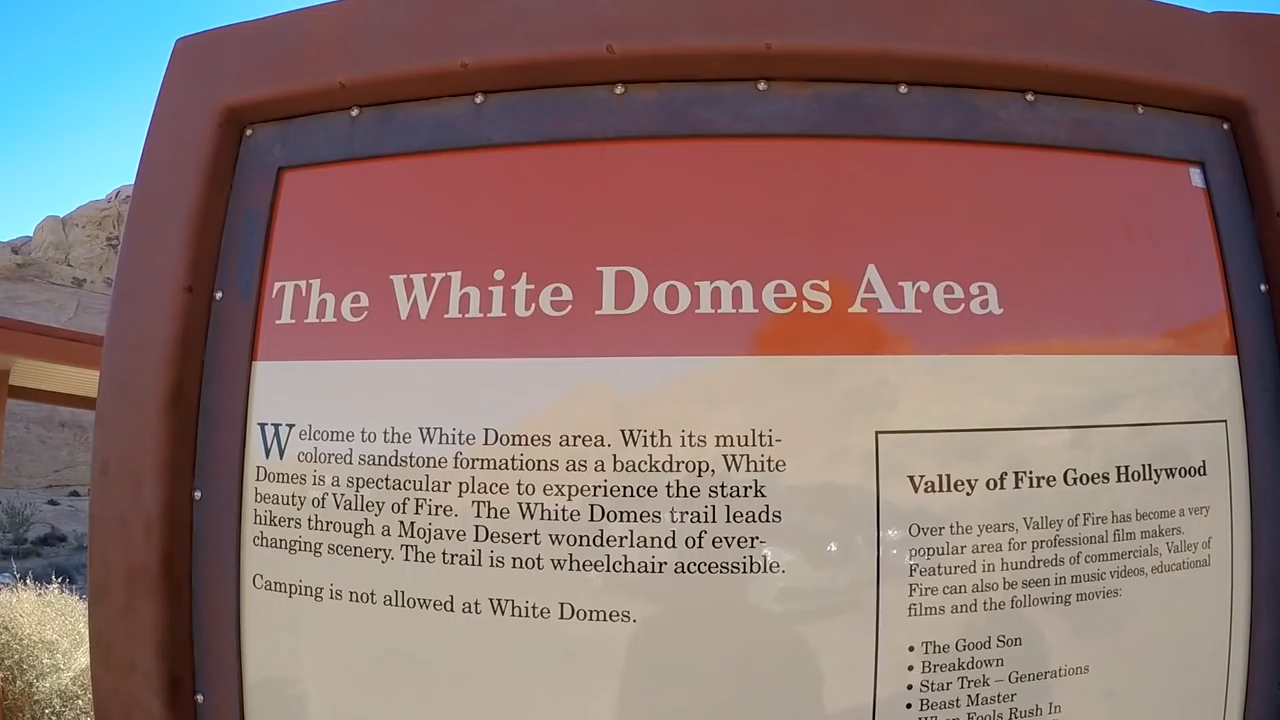 The White Domes Area
Welcome to the White Domes area. With its multi-
colored sandstone formations as a backdrop, White
Domes is a spectacular place to experience the stark
beauty of Valley of Fire. The White Domes trail leads
hikers through a Mojave Desert wonderland of ever-
changing scenery. The trail is not wheelchair accessible.
Camping is not allowed at White Domes.
Valley of Fire Goes Hollywood
Over the years, Valley of Fire has become a very
popular area for professional film makers.
Featured in hundreds of commercials, Valley of
Fire can also be seen in music videos, educational
films and the following movies:
• The Good Son
• Breakdown
• Star Trek – Generations
• Beast Master
When Fools Rush In